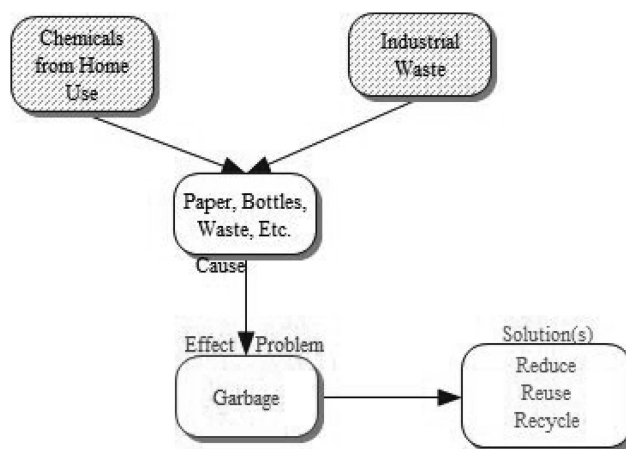 Chemicals
from Home
Use
Industrial
Waste
Paper, Bottles,
Waste, Etc.
Cause
Effect Problem
Garbage
Solution(s)
Reduce
Reuse
Recycle